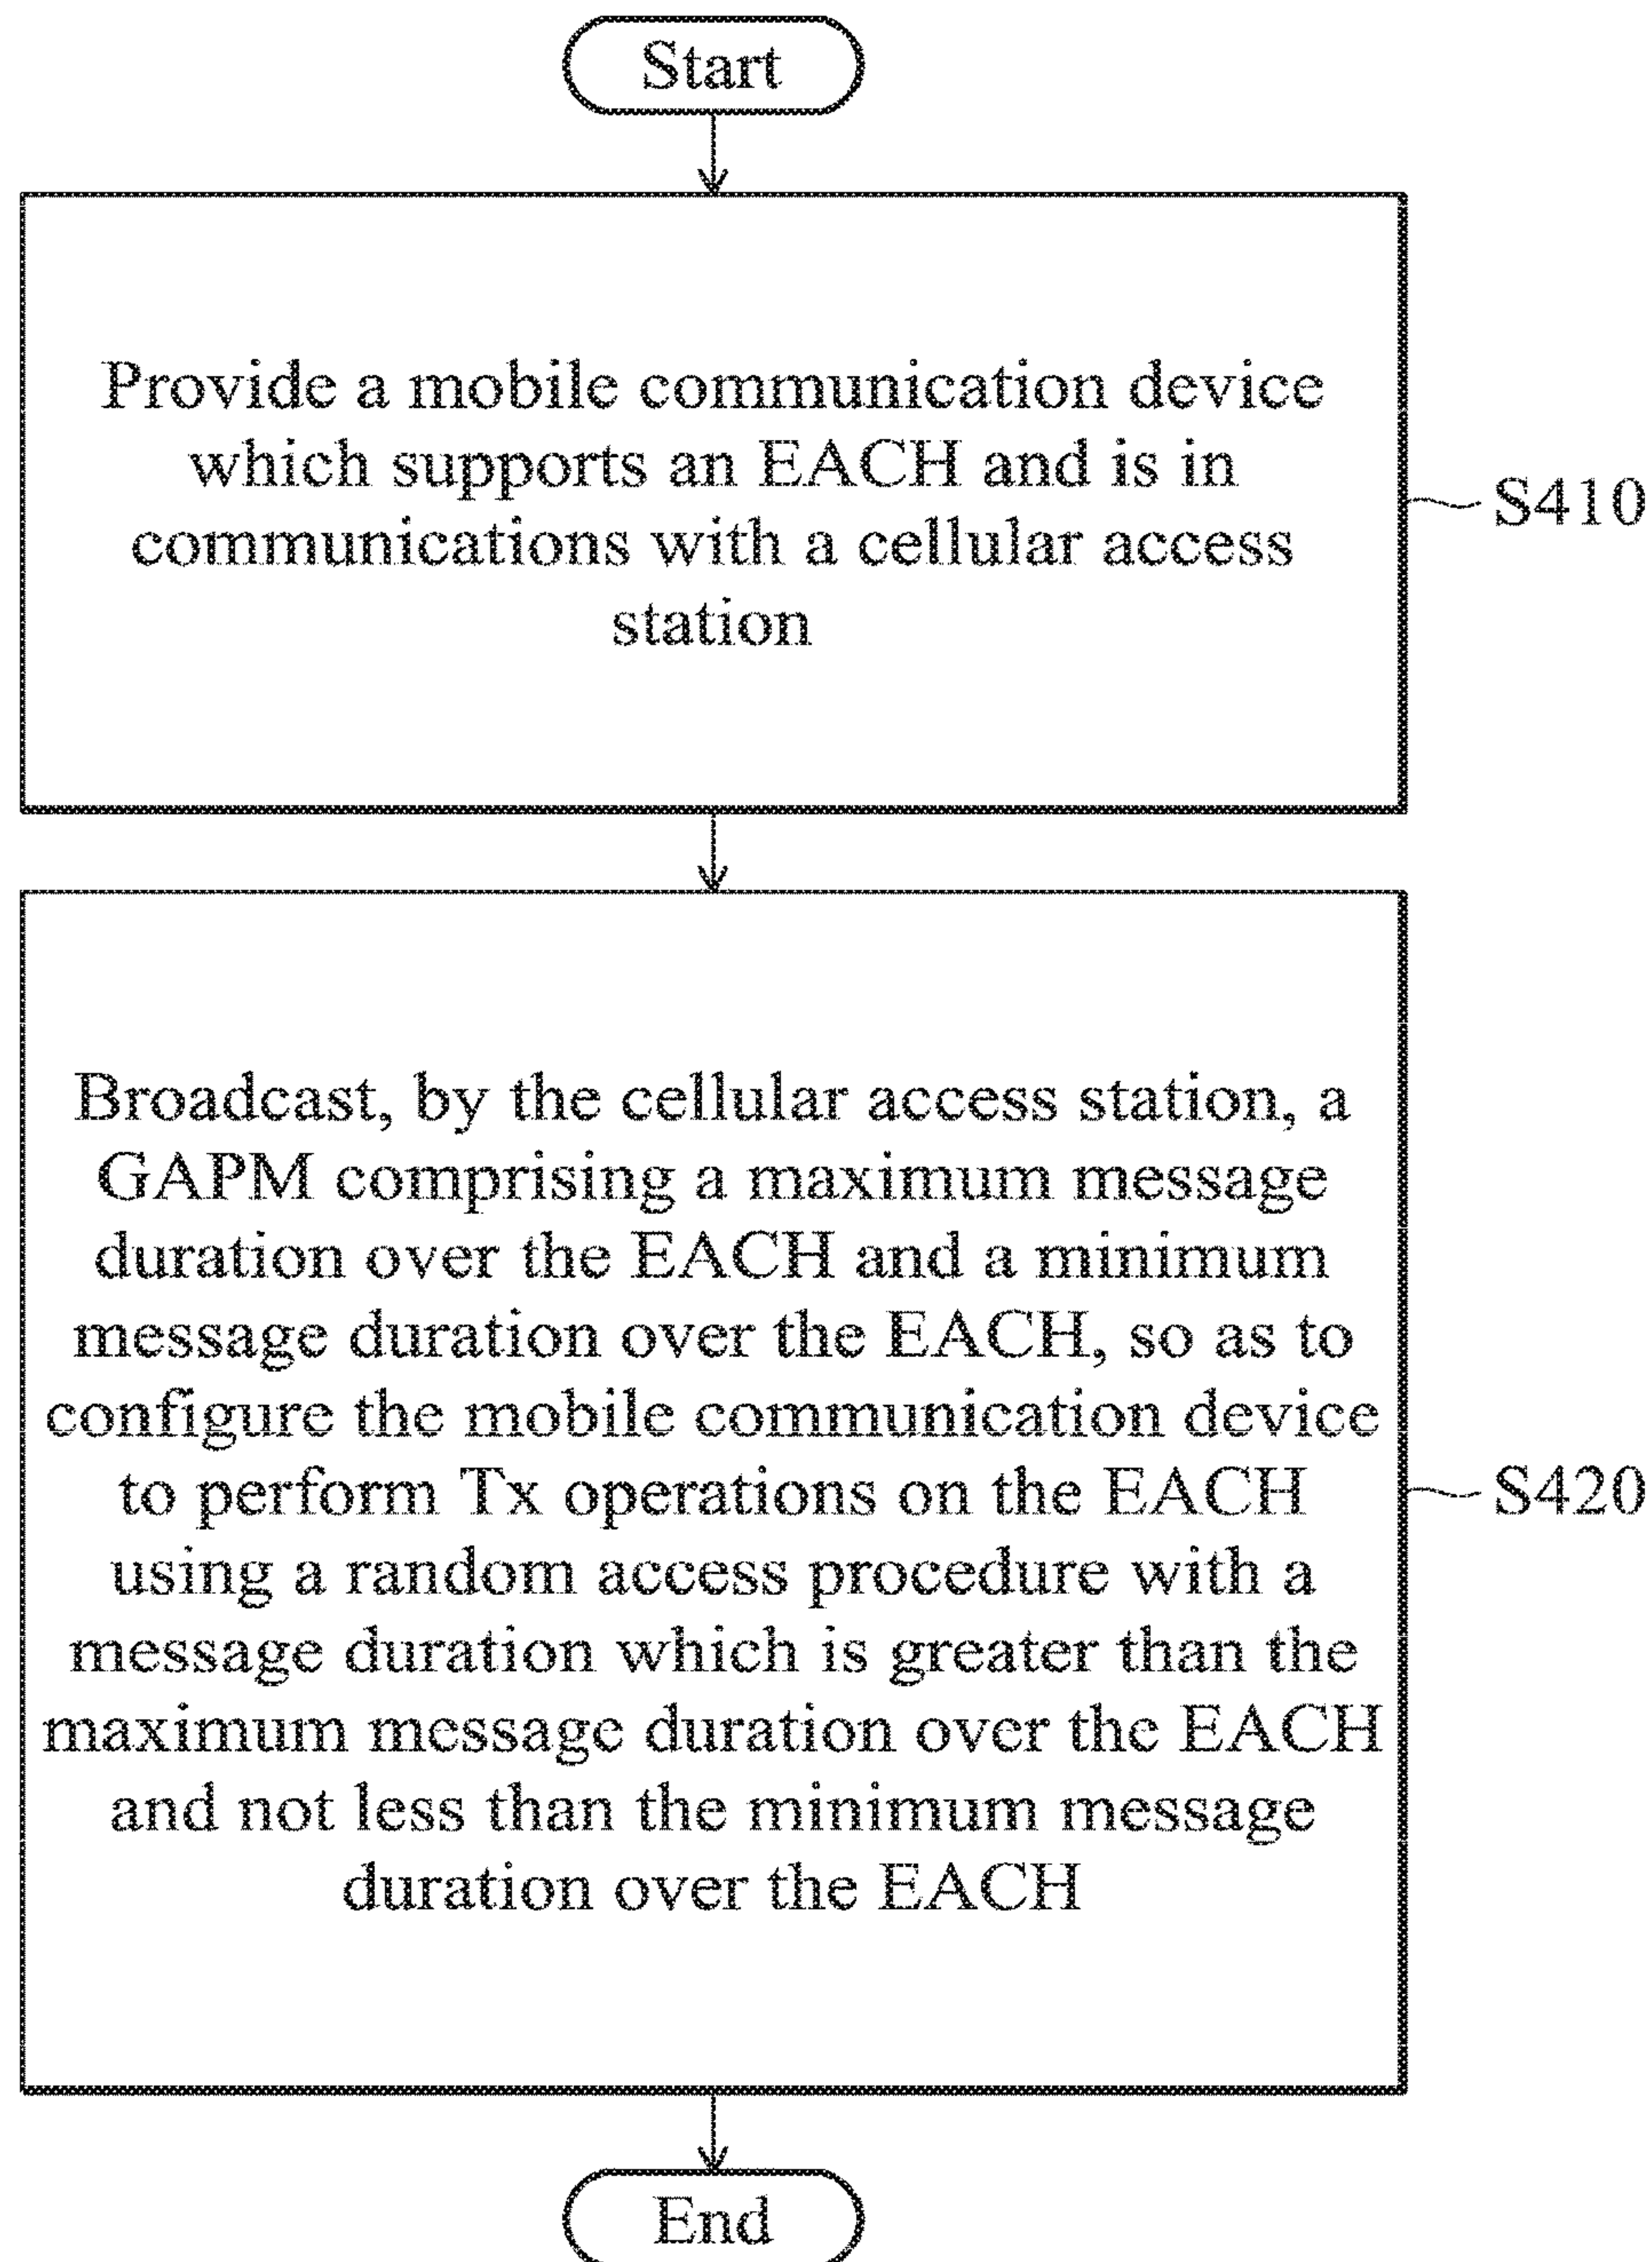 Start
Provide a mobile communication device
which supports an EACH and is in
communications with a cellular access
station
S410
Broadcast, by the cellular access station, a
GAPM comprising a maximum message
duration over the EACH and a minimum
message duration over the EACH, so as to
configure the mobile communication device
to perform Tx operations on the EACH
using a random access procedure with a
message duration which is greater than the
maximum message duration over the EACH
and not less than the minimum message
duration over the EACH
S420
End